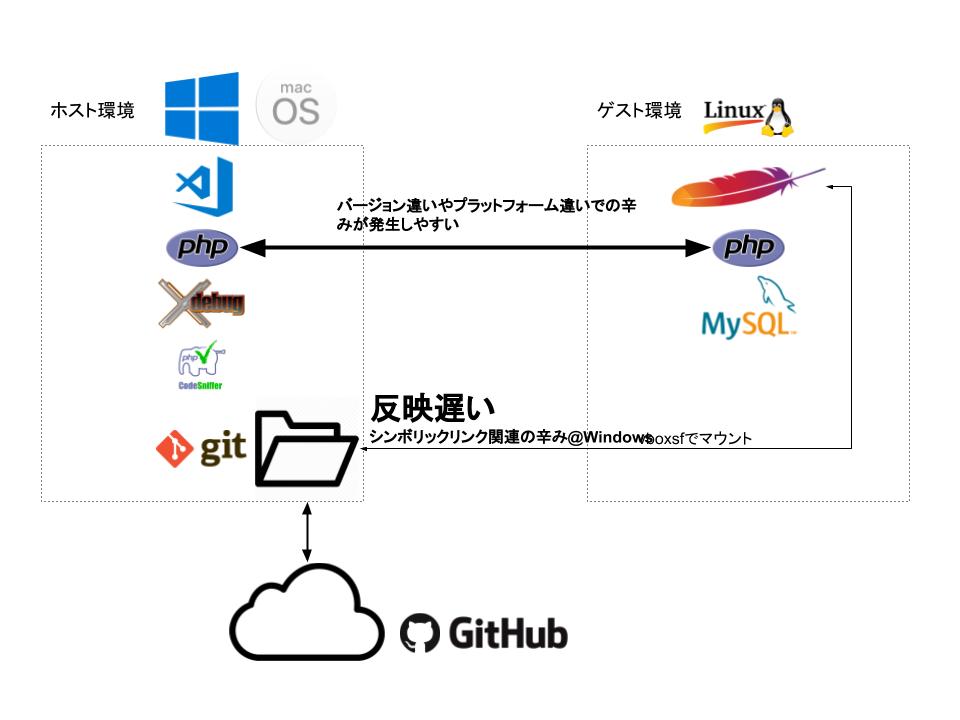 ホスト環境
mac
OS
ゲスト環境
Linux
バージョン違いやプラットフォーム違いでの辛
みが発生しやすい
php
php
Xdebug
MySQL
php
CodeSniffer
反映遅い
シンボリックリンク関連の辛み@Windows
vboxsfでマウント
git
GitHub